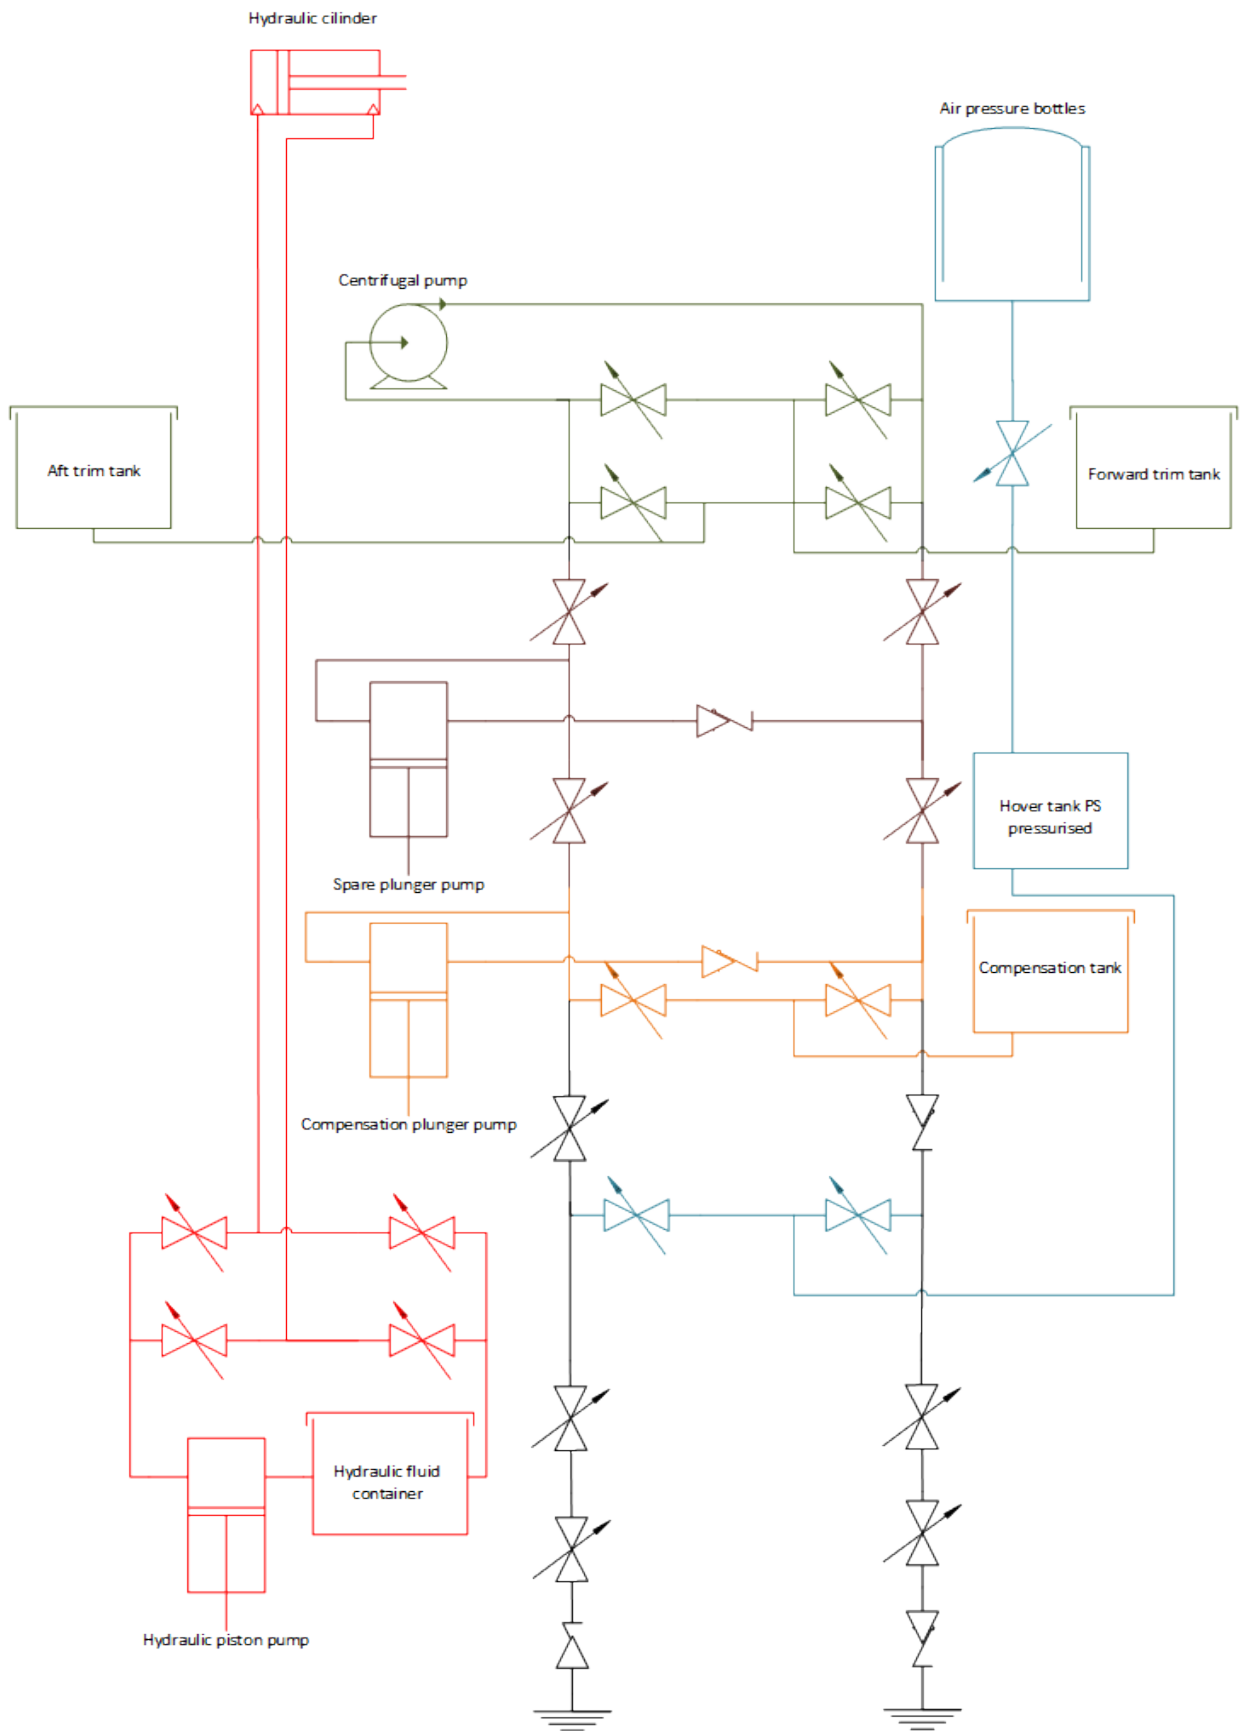 Hydraulic cilinder
Air pressure bottles
Centrifugal pump
Aft trim tank
Forward trim tank
Hover tank PS
pressurised
Spare plunger pump
Compensation tank
Compensation plunger pump
Hydraulic fluid
container
Hydraulic piston pump